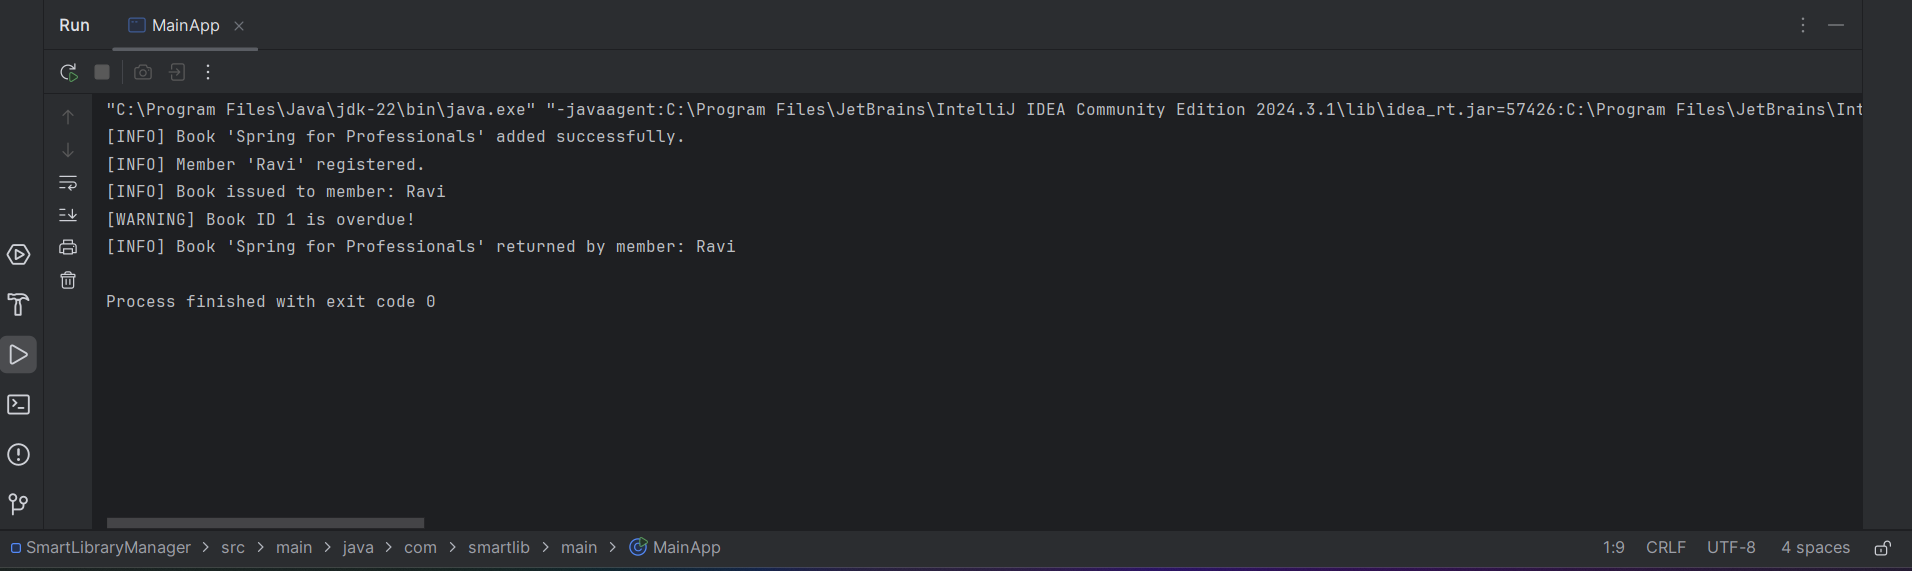 Run MainApp
"C:\Program Files\Java\jdk-22\bin\java.exe" "-javaagent:C:\Program Files\JetBrains\IntelliJ IDEA Community Edition 2024.3.1\lib\idea_rt.jar=57426:C:\Program Files\JetBrains\Int
[INFO] Book 'Spring for Professionals' added successfully.
[INFO] Member 'Ravi' registered.
[INFO] Book issued to member: Ravi
[WARNING] Book ID 1 is overdue!
[INFO] Book 'Spring for Professionals' returned by member: Ravi
Process finished with exit code 0
SmartLibraryManager > src > main > java > com > smartlib > main > MainApp 1:9 CRLF UTF-8 4 spaces